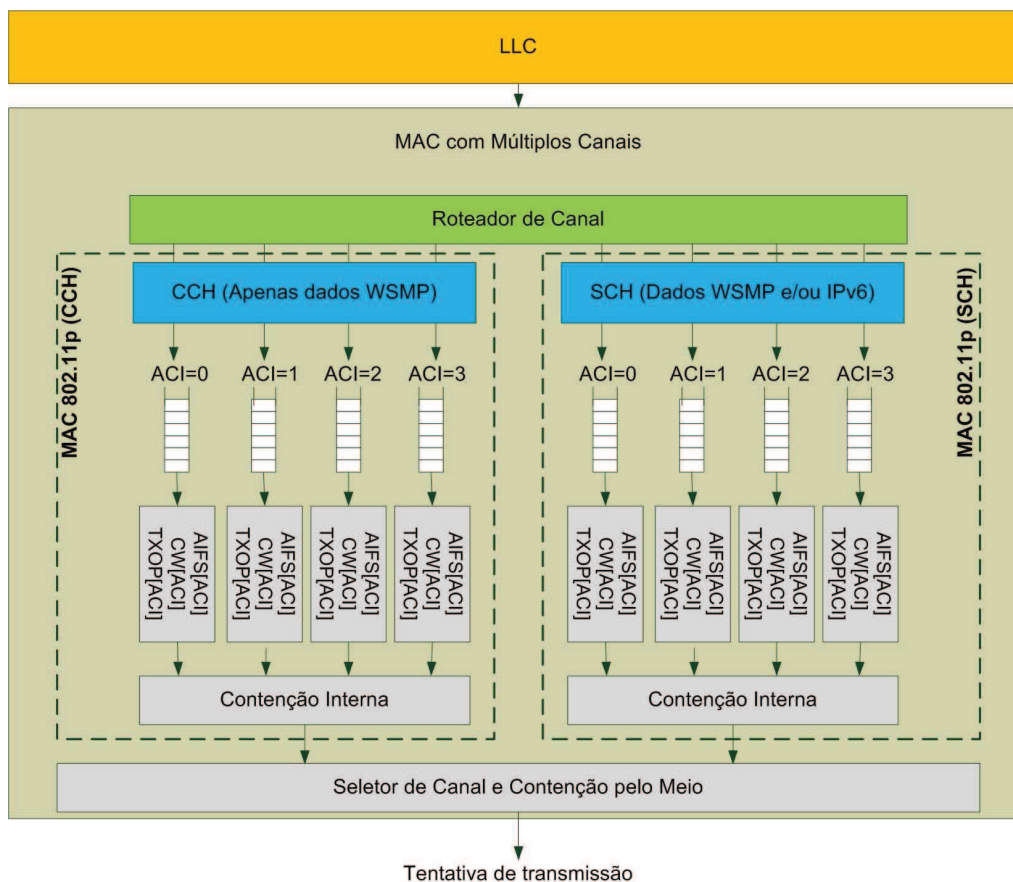 LLC
MAC com Múltiplos Canais
Roteador de Canal
MAC 802.11p (CCH)
CCH (Apenas dados WSMP)
ACI=0
ACI=1
ACI=2
ACI=3
AIFS[ACI]
CW[ACI]
TXOP[ACI]
AIFS[ACI]
CW[ACI]
TXOP[ACI]
AIFS[ACI]
CW[ACI]
TXOP[ACI]
AIFS[ACI]
CW[ACI]
TXOP[ACI]
Contenção Interna
SCH (Dados WSMP e/ou IPv6)
MAC 802.11p (SCH)
ACI=0
ACI=1
ACI=2
ACI=3
AIFS[ACI]
CW[ACI]
TXOP[ACI]
AIFS[ACI]
CW[ACI]
TXOP[ACI]
AIFS[ACI]
CW[ACI]
TXOP[ACI]
AIFS[ACI]
CW[ACI]
TXOP[ACI]
Contenção Interna
Seletor de Canal e Contenção pelo Meio
Tentativa de transmissão